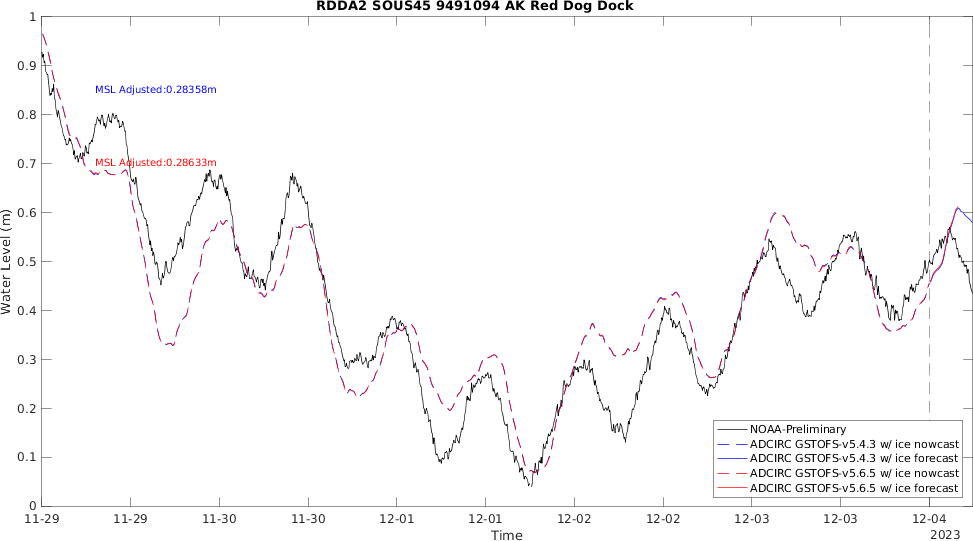 RDDA2 SOUS45 9491094 AK Red Dog Dock
1
0.9
0.8
0.7
0.6
0.5
0.4
0.3
0.2
0.1
0
Water Level (m)
MSL Adjusted:0.28358m
MSL Adjusted:0.28633m
NOAA-Preliminary
ADCIRC GSTOFS-v5.4.3 w/ ice nowcast
ADCIRC GSTOFS-v5.4.3 w/ ice forecast
ADCIRC GSTOFS-v5.6.5 w/ ice nowcast
ADCIRC GSTOFS-v5.6.5 w/ ice forecast
11-29 11-29 11-30 11-30 12-01 12-01 12-02 12-02 12-03 12-03 12-04
2023
Time